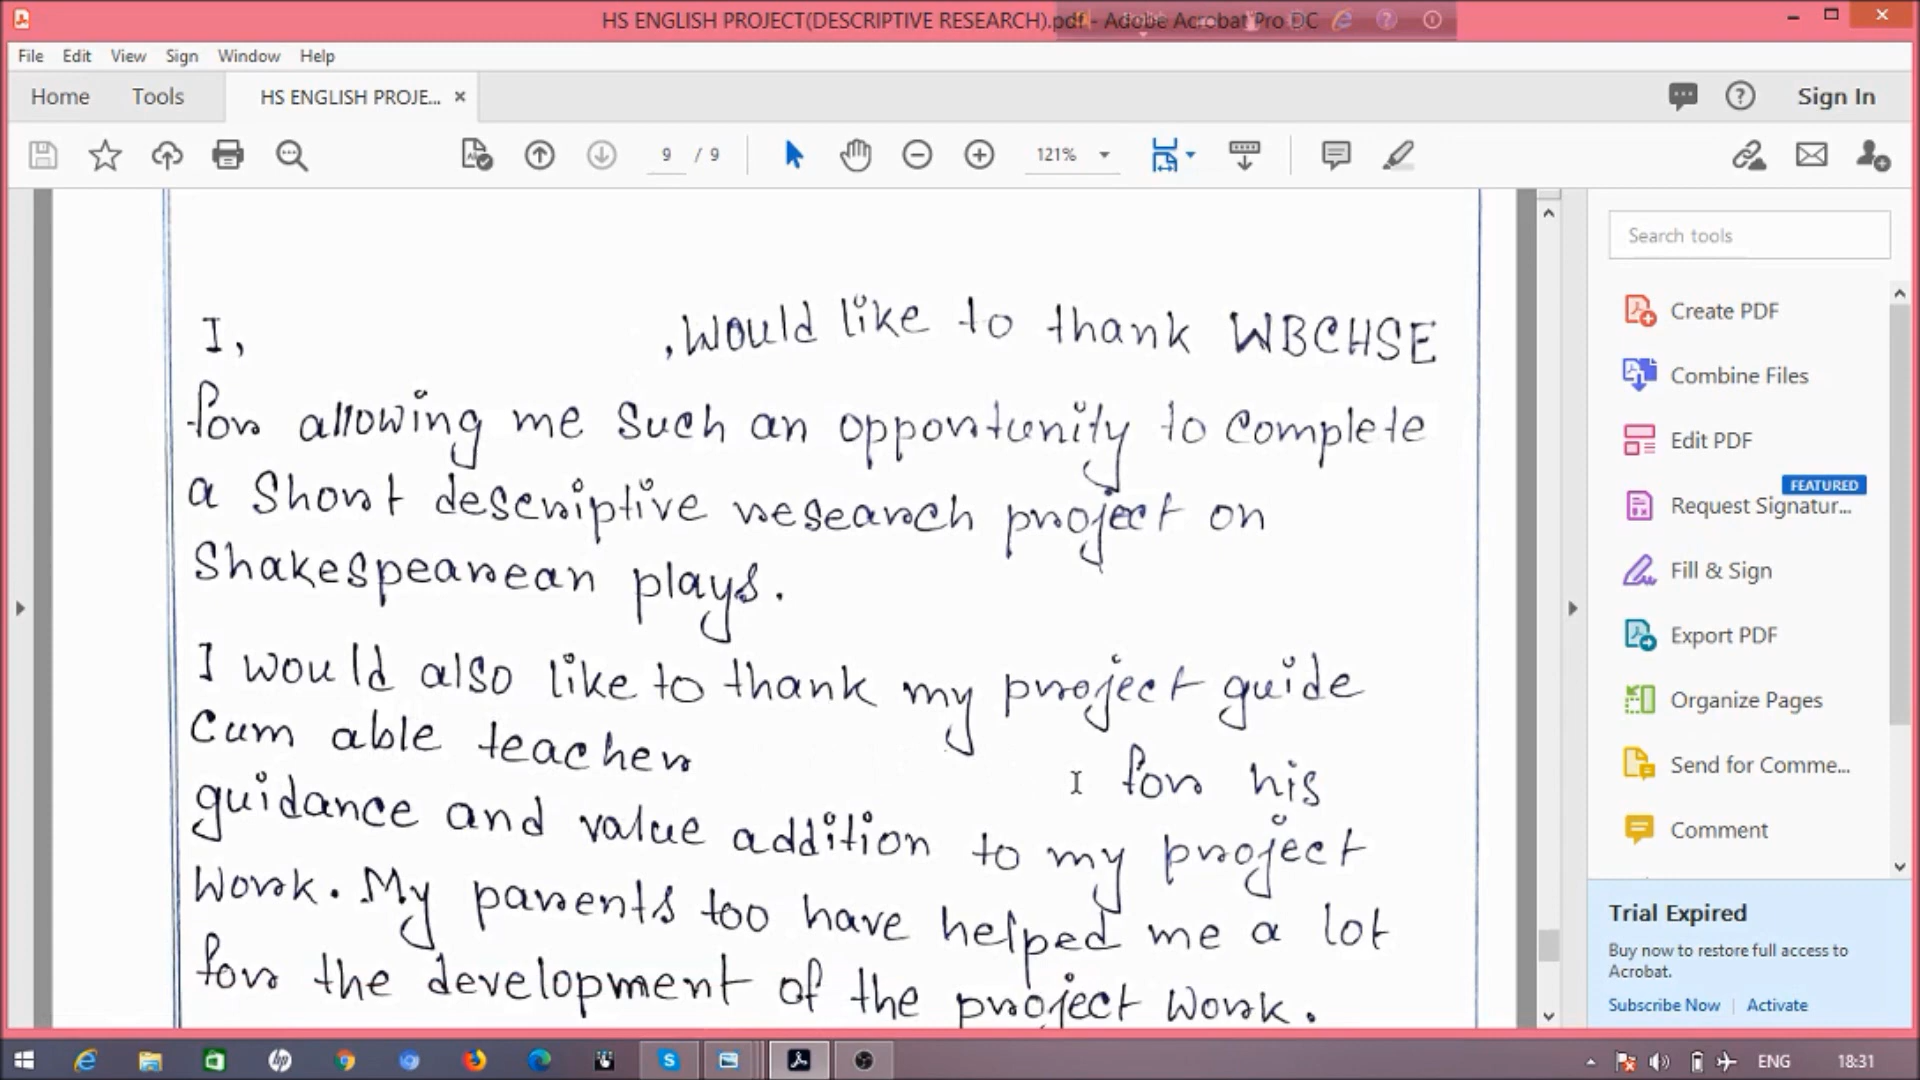 HS ENGLISH PROJECT(DESCRIPTIVE RESEARCH).pdf - Adobe Acrobat Pro DC
File Edit View Sign Window Help
Home Tools HS ENGLISH PROJE... × Sign In
9 / 9 121%
Search tools
Create PDF
Combine Files
Edit PDF
FEATURED
Request Signatur...
Fill & Sign
Export PDF
Organize Pages
Send for Comme...
Comment
Trial Expired
Buy now to restore full access to
Acrobat.
Subscribe Now | Activate
I, , Would like to thank WBCHSE
for allowing me Such an opportunity to complete
a Short descriptive research project on
Shakespearean plays.
I would also like to thank my project guide
Cum able teacher
for his
guidance and value addition to my project
Work. My parents too have helped me a lot
for the development of the project Work.
ENG 18:31